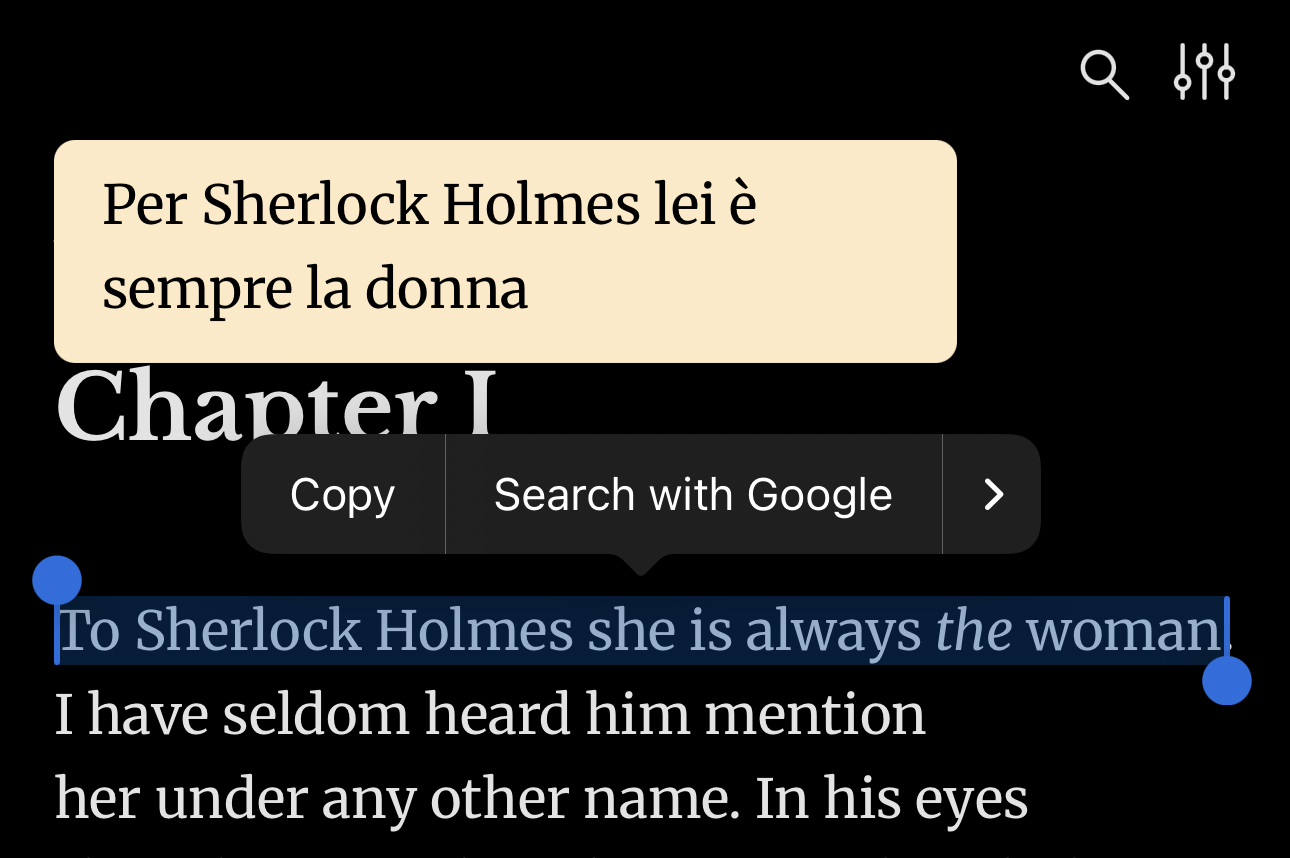 Per Sherlock Holmes lei è
sempre la donna
Chapter I
Copy
Search with Google
To Sherlock Holmes she is always the woman.
I have seldom heard him mention
her under any other name. In his eyes